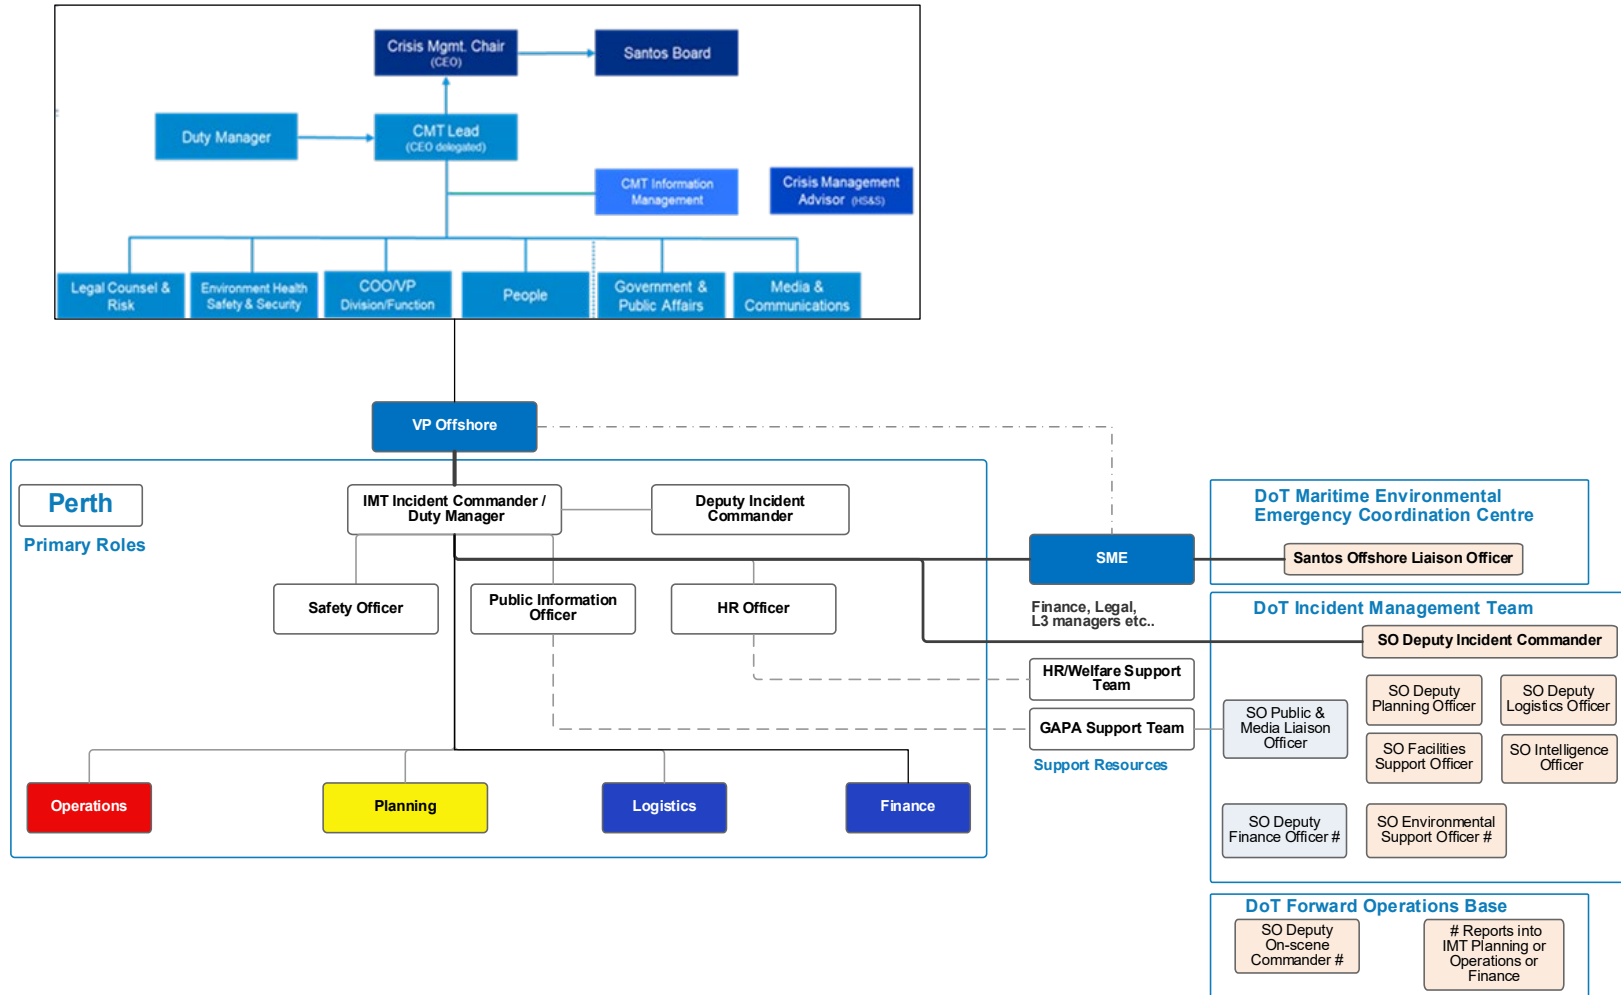 Crisis Mgmt. Chair
(CEO)
Santos Board
Duty Manager
CMT Lead
(CEO delegated)
CMT Information
Management
Crisis Management
Advisor (HS&S)
Legal Counsel &
Risk
Environment Health
Safety & Security
COO/VP
Division/Function
People
Government &
Public Affairs
Media &
Communications
VP Offshore
Perth
Primary Roles
IMT Incident Commander /
Duty Manager
Deputy Incident
Commander
Safety Officer
Public Information
Officer
HR Officer
SME
Finance, Legal,
L3 managers etc..
HR/Welfare Support
Team
GAPA Support Team
Support Resources
Operations
Planning
Logistics
Finance
DoT Maritime Environmental
Emergency Coordination Centre
Santos Offshore Liaison Officer
DoT Incident Management Team
SO Deputy Incident Commander
SO Deputy
Planning Officer
SO Deputy
Logistics Officer
SO Public &
Media Liaison
Officer
SO Facilities
Support Officer
SO Intelligence
Officer
SO Deputy
Finance Officer #
SO Environmental
Support Officer #
DoT Forward Operations Base
SO Deputy
On-scene
Commander #
# Reports into
IMT Planning or
Operations or
Finance